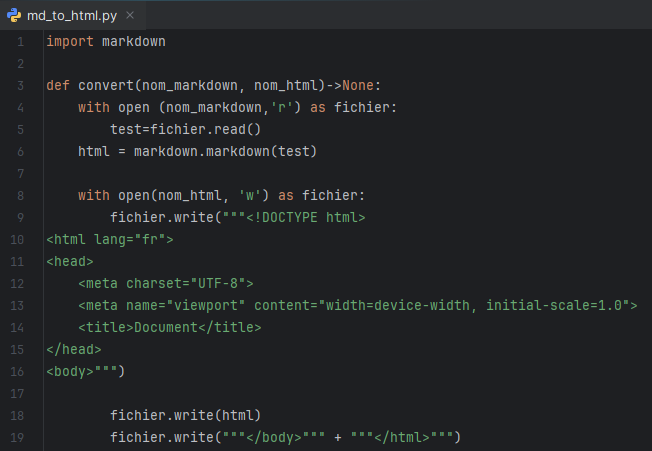 md_to_html.py ×
1 import markdown
2
3 def convert(nom_markdown, nom_html)->None:
4     with open (nom_markdown,'r') as fichier:
5         test=fichier.read()
6     html = markdown.markdown(test)
7
8     with open(nom_html, 'w') as fichier:
9         fichier.write("""<!DOCTYPE html>
10 <html lang="fr">
11 <head>
12     <meta charset="UTF-8">
13     <meta name="viewport" content="width=device-width, initial-scale=1.0">
14     <title>Document</title>
15 </head>
16 <body>""")
17
18         fichier.write(html)
19         fichier.write("""</body>""" + """</html>""")